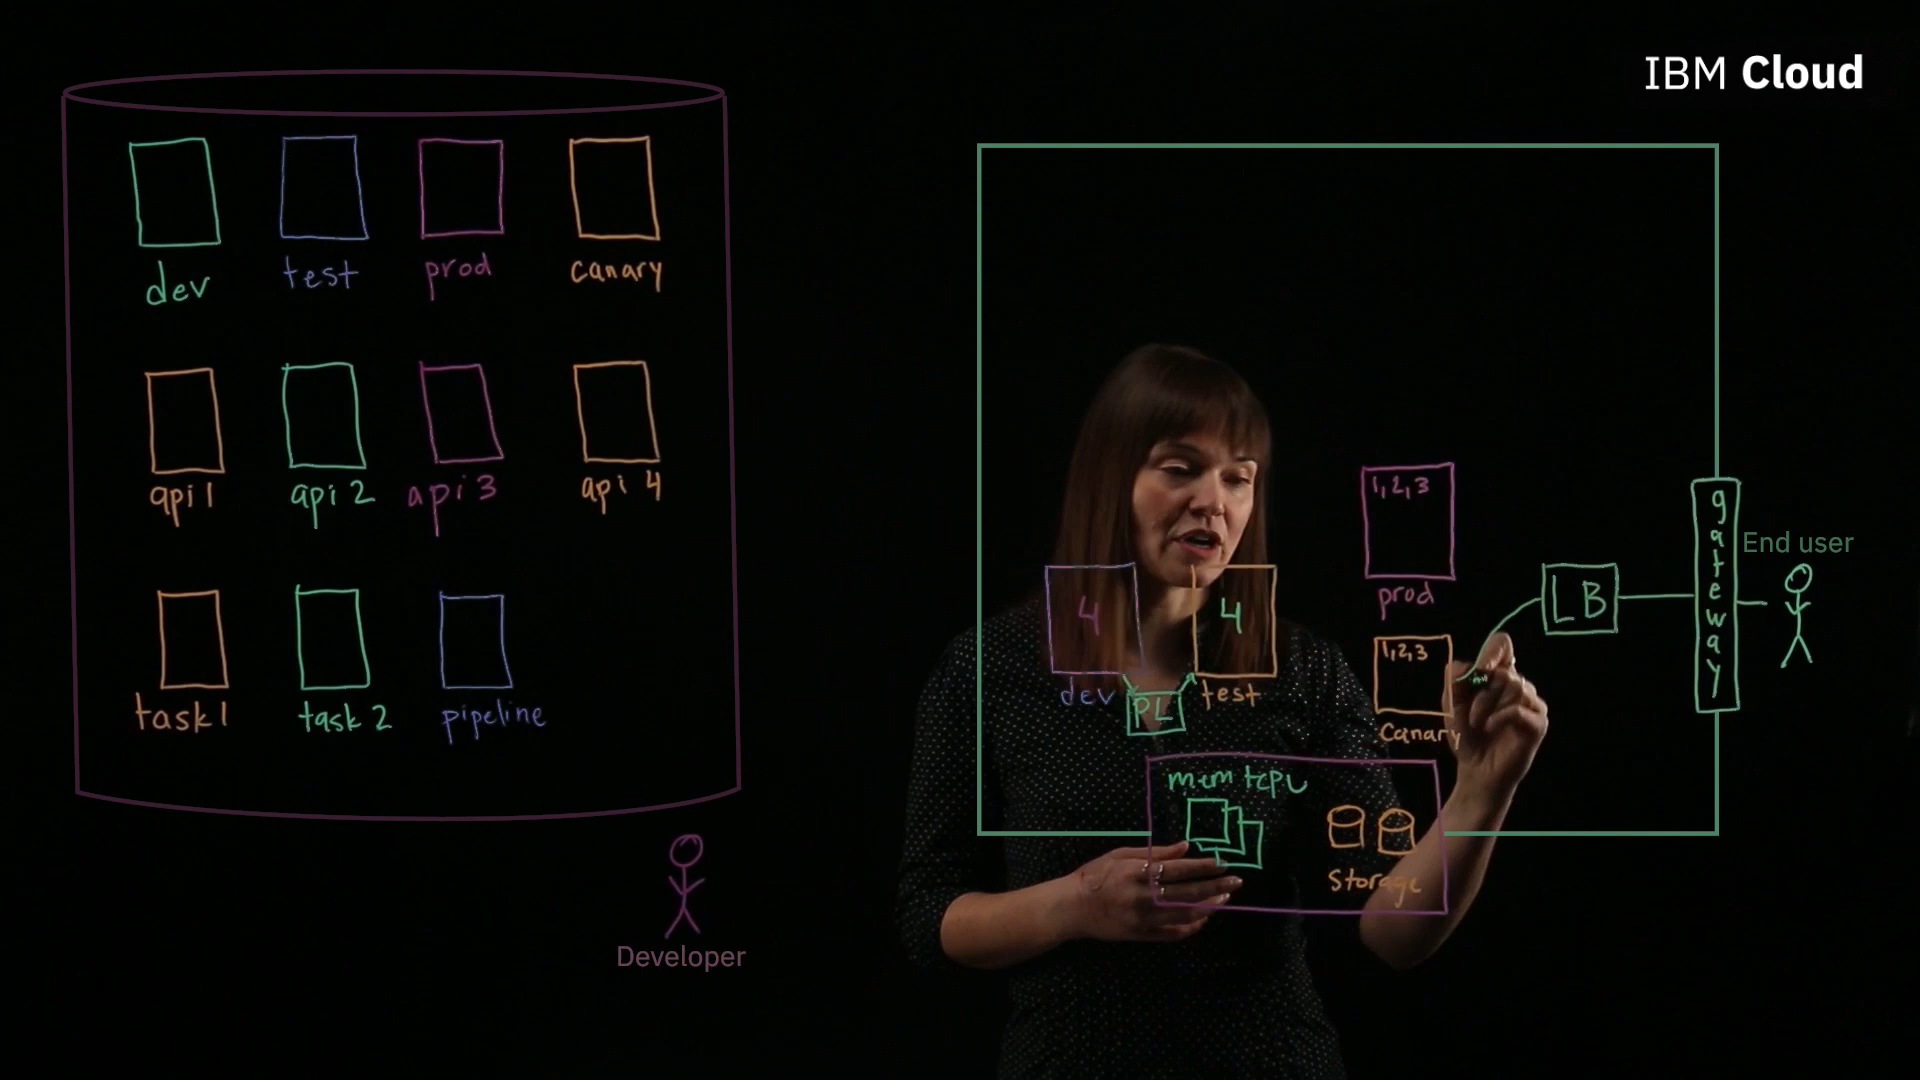 IBM Cloud
dev
test
prod
canary
api 1
api 2
api 3
api 4
task 1
task 2
pipeline
Developer
1, 2, 3
prod
4
dev
PL
4
test
1, 2, 3
Canary
LB
gateway
End user
mem + cpu
Storage